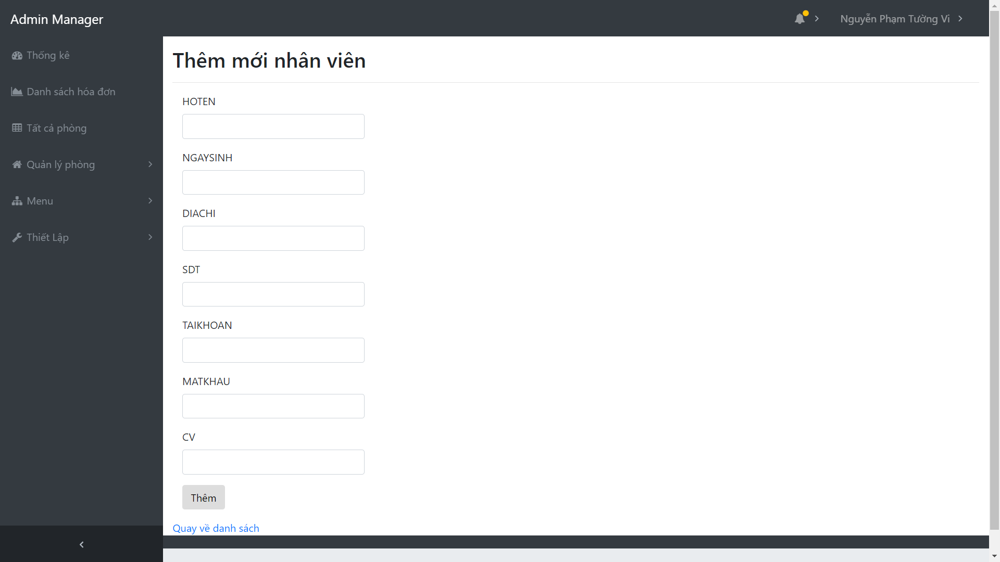 Admin Manager
Nguyễn Phạm Tường Vi
Thống kê
Danh sách hóa đơn
Tất cả phòng
Quản lý phòng
Menu
Thiết Lập
Thêm mới nhân viên
HOTEN
NGAYSINH
DIACHI
SDT
TAIKHOAN
MATKHAU
CV
Thêm
Quay về danh sách